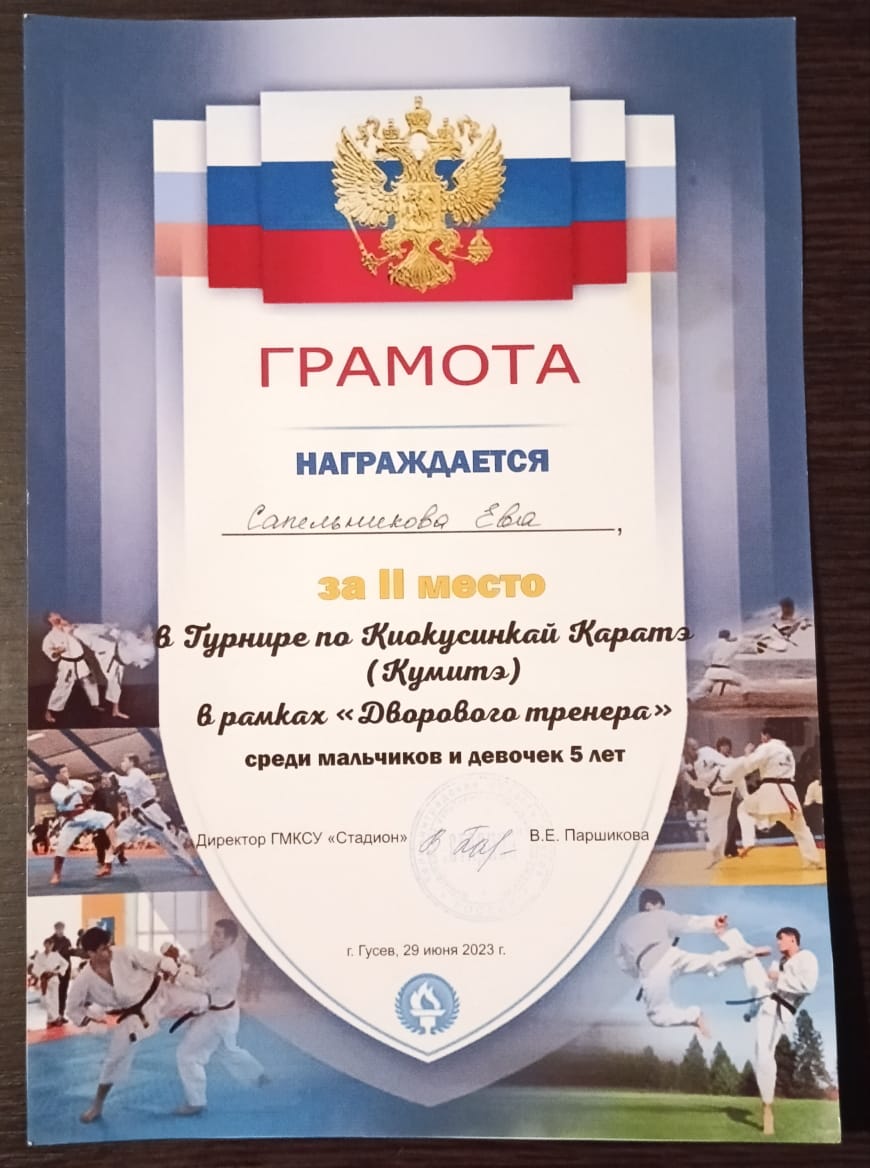 ГРАМОТА
НАГРАЖДАЕТСЯ
Сапельникова Ева,
за II место
в Турнире по Киокусинкай Каратэ
(Кумитэ)
в рамках «Дворового тренера»
среди мальчиков и девочек 5 лет
Директор ГМКСУ «Стадион» В.Е. Паршикова
г. Гусев, 29 июня 2023 г.